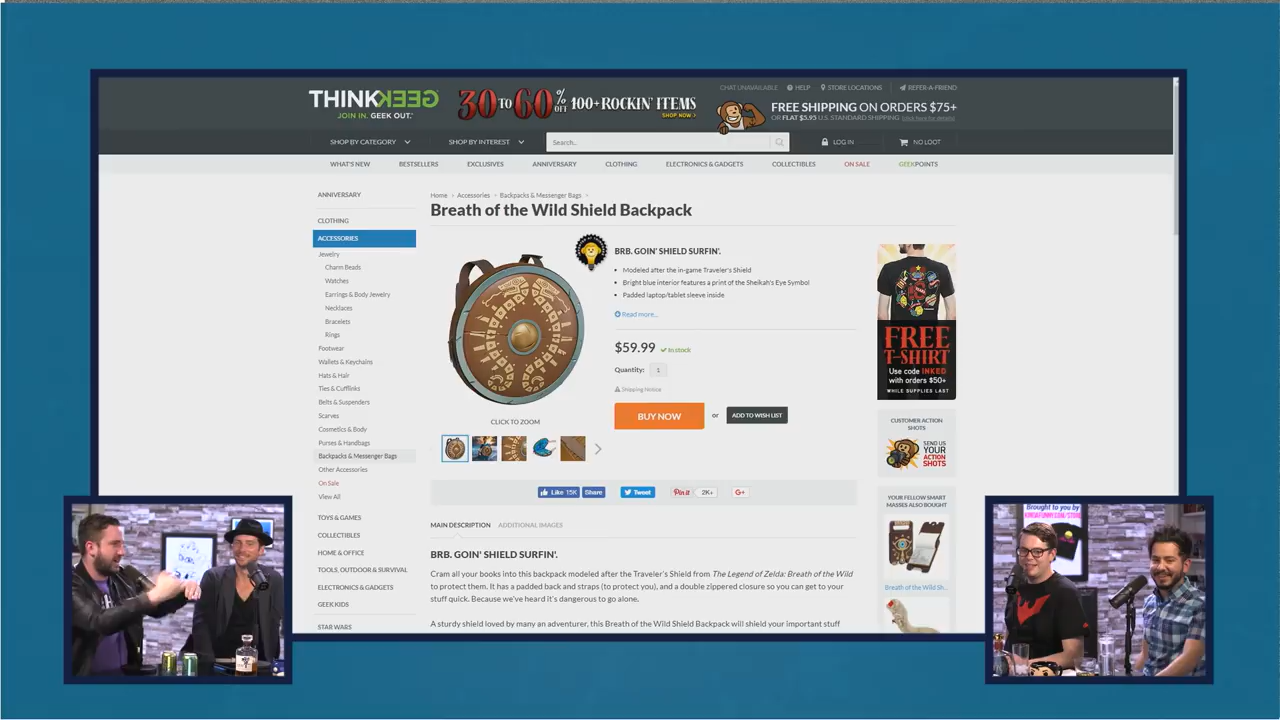 THINKGEEK
JOIN IN. GEEK OUT.
30 TO 60% OFF 100+ ROCKIN' ITEMS
SHOP NOW >
CHAT UNAVAILABLE HELP STORE LOCATIONS REFER-A-FRIEND
FREE SHIPPING ON ORDERS $75+
OR FLAT $5.95 U.S. STANDARD SHIPPING (click here for details)
SHOP BY CATEGORY SHOP BY INTEREST Search... LOG IN NO LOOT
WHAT'S NEW BESTSELLERS EXCLUSIVES ANNIVERSARY CLOTHING ELECTRONICS & GADGETS COLLECTIBLES ON SALE GEEKPOINTS
ANNIVERSARY
CLOTHING
ACCESSORIES
Jewelry
Charm Beads
Watches
Earrings & Body Jewelry
Necklaces
Bracelets
Rings
Footwear
Wallets & Keychains
Hats & Hair
Ties & Cufflinks
Belts & Suspenders
Scarves
Cosmetics & Body
Purses & Handbags
Backpacks & Messenger Bags
Other Accessories
On Sale
View All
TOYS & GAMES
COLLECTIBLES
HOME & OFFICE
TOOLS, OUTDOOR & SURVIVAL
ELECTRONICS & GADGETS
GEEK KIDS
STAR WARS
Home > Accessories > Backpacks & Messenger Bags >
Breath of the Wild Shield Backpack
BRB. GOIN' SHIELD SURFIN'.
• Modeled after the in-game Traveler's Shield
• Bright blue interior features a print of the Sheikah's Eye Symbol
• Padded laptop/tablet sleeve inside
Read more...
$59.99 In stock
Quantity: 1
Shipping Notice
BUY NOW or ADD TO WISH LIST
CLICK TO ZOOM
Like 15K Share Tweet Pin it 2K+ G+
MAIN DESCRIPTION ADDITIONAL IMAGES
BRB. GOIN' SHIELD SURFIN'.
Cram all your books into this backpack modeled after the Traveler's Shield from The Legend of Zelda: Breath of the Wild
to protect them. It has a padded back and straps (to protect you), and a double zippered closure so you can get to your
stuff quick. Because we've heard it's dangerous to go alone.
A sturdy shield loved by many an adventurer, this Breath of the Wild Shield Backpack will shield your important stuff
FREE
T-SHIRT
Use code INKED
with orders $50+
WHILE SUPPLIES LAST
CUSTOMER ACTION
SHOTS
SEND US
YOUR
ACTION
SHOTS
YOUR FELLOW SMART
MASSES ALSO BOUGHT
Breath of the Wild Sh...
Brought to you by
KINDAFUNNY.COM/STORE